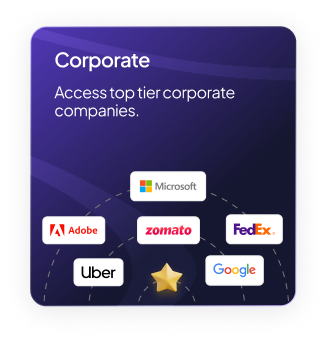 Corporate
Access top tier corporate
companies.
Microsoft
Adobe
zomato
FedEx
Uber
Google